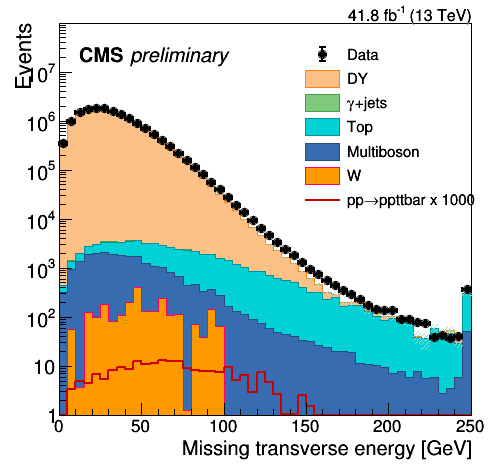 41.8 fb⁻¹ (13 TeV)
Events
CMS preliminary
Data
DY
γ+jets
Top
Multiboson
W
pp→ppttbar x 1000
10⁷
10⁶
10⁵
10⁴
10³
10²
10
1
0 50 100 150 200 250
Missing transverse energy [GeV]